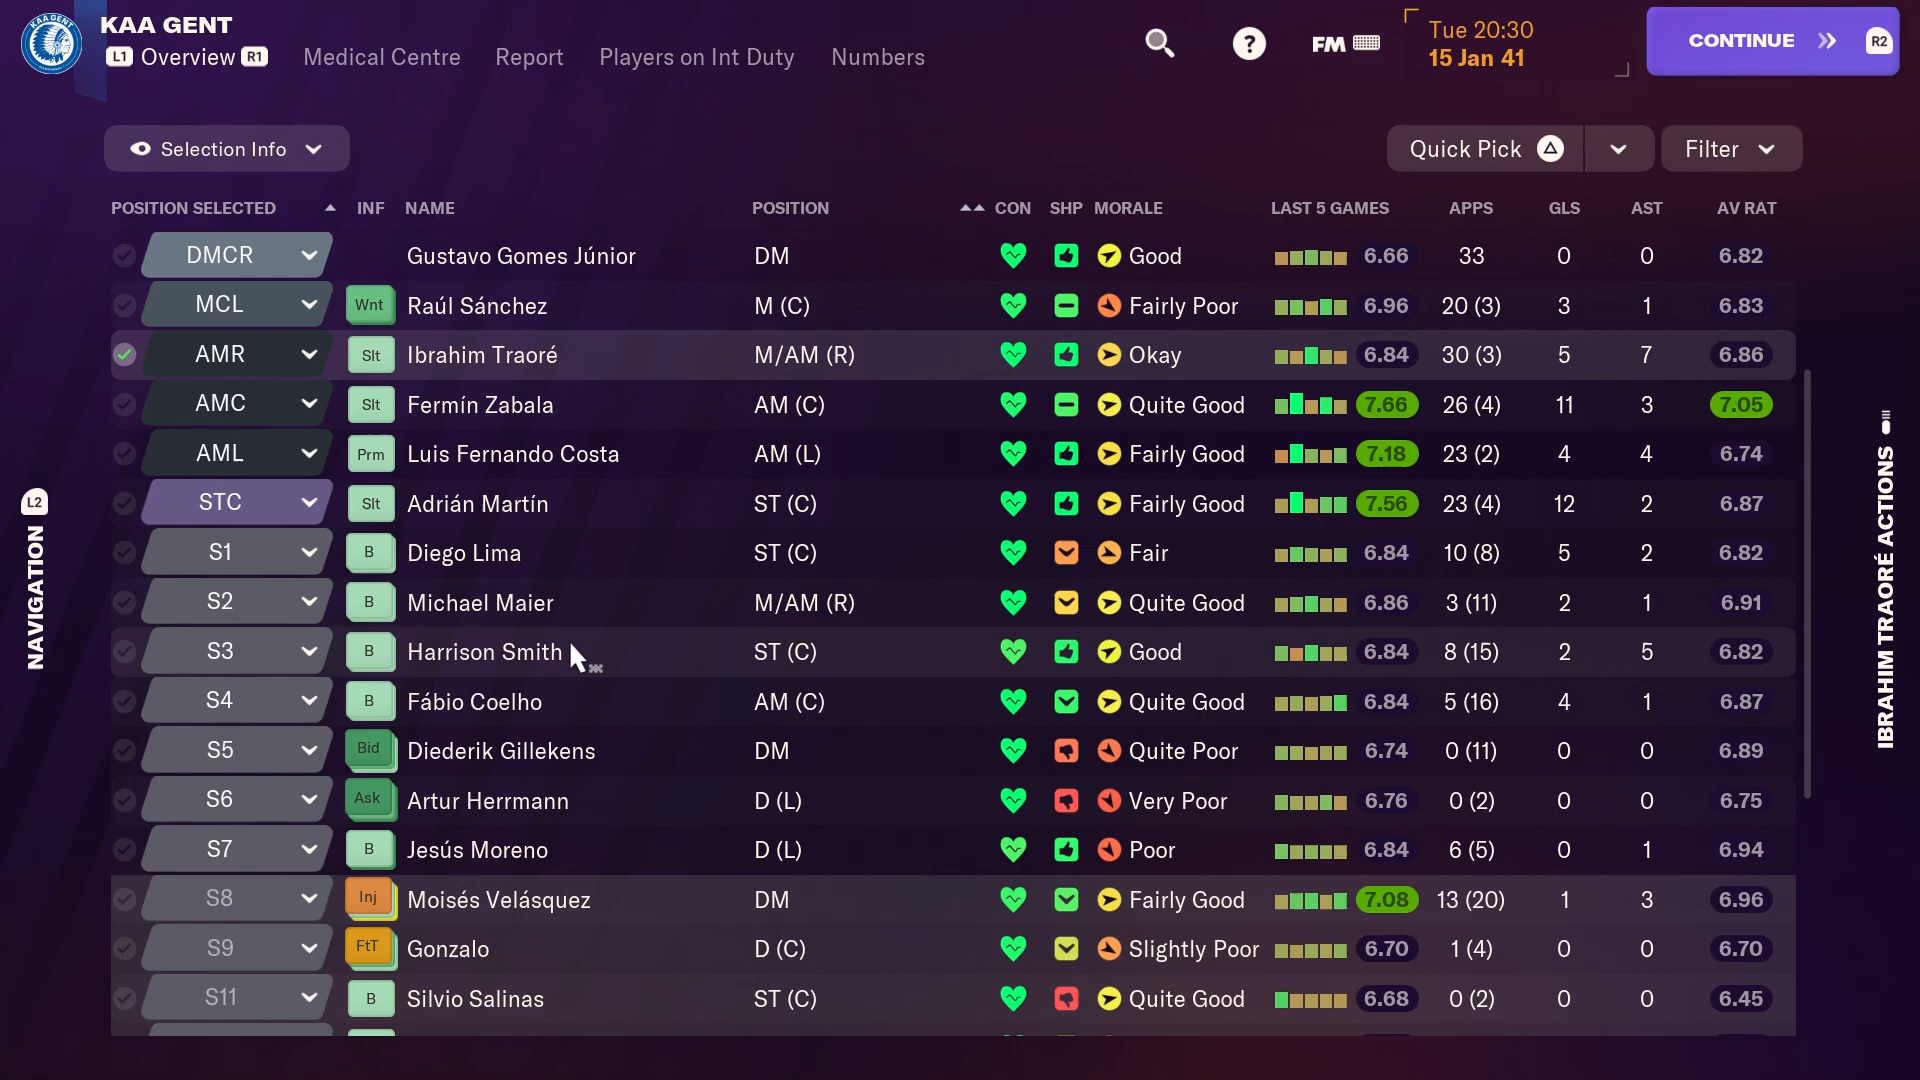 KAA GENT
L1 Overview R1 Medical Centre Report Players on Int Duty Numbers
FM
Tue 20:30
15 Jan 41
CONTINUE R2
Selection Info
Quick Pick Filter
POSITION SELECTED INF NAME POSITION CON SHP MORALE LAST 5 GAMES APPS GLS AST AV RAT
DMCR Gustavo Gomes Júnior DM Good 6.66 33 0 0 6.82
MCL Wnt Raúl Sánchez M (C) Fairly Poor 6.96 20 (3) 3 1 6.83
AMR Slt Ibrahim Traoré M/AM (R) Okay 6.84 30 (3) 5 7 6.86
AMC Slt Fermín Zabala AM (C) Quite Good 7.66 26 (4) 11 3 7.05
AML Prm Luis Fernando Costa AM (L) Fairly Good 7.18 23 (2) 4 4 6.74
STC Slt Adrián Martín ST (C) Fairly Good 7.56 23 (4) 12 2 6.87
S1 B Diego Lima ST (C) Fair 6.84 10 (8) 5 2 6.82
S2 B Michael Maier M/AM (R) Quite Good 6.86 3 (11) 2 1 6.91
S3 B Harrison Smith ST (C) Good 6.84 8 (15) 2 5 6.82
S4 B Fábio Coelho AM (C) Quite Good 6.84 5 (16) 4 1 6.87
S5 Bid Diederik Gillekens DM Quite Poor 6.74 0 (11) 0 0 6.89
S6 Ask Artur Herrmann D (L) Very Poor 6.76 0 (2) 0 0 6.75
S7 B Jesús Moreno D (L) Poor 6.84 6 (5) 0 1 6.94
S8 Inj Moisés Velásquez DM Fairly Good 7.08 13 (20) 1 3 6.96
S9 FtT Gonzalo D (C) Slightly Poor 6.70 1 (4) 0 0 6.70
S11 B Silvio Salinas ST (C) Quite Good 6.68 0 (2) 0 0 6.45
NAVIGATION L2
IBRAHIM TRAORÉ ACTIONS